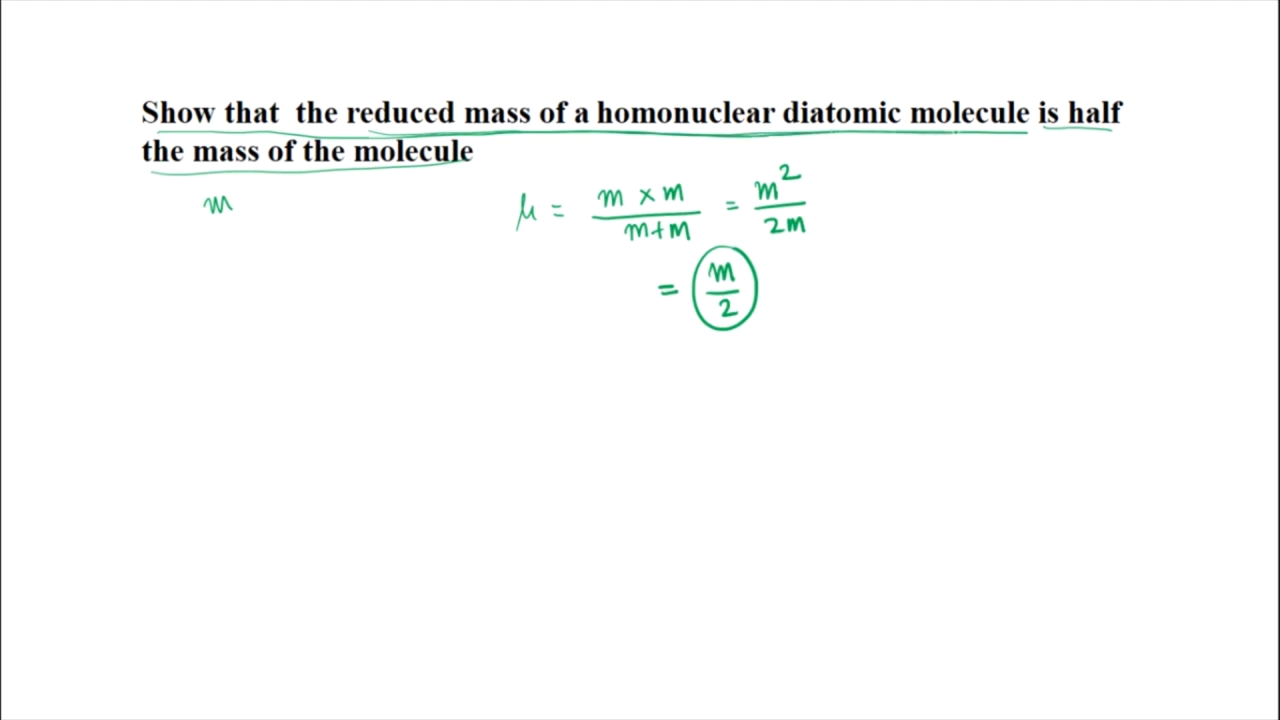 Show that the reduced mass of a homonuclear diatomic molecule is half
the mass of the molecule
m
μ = m × m / m+m = m² / 2m
= m / 2